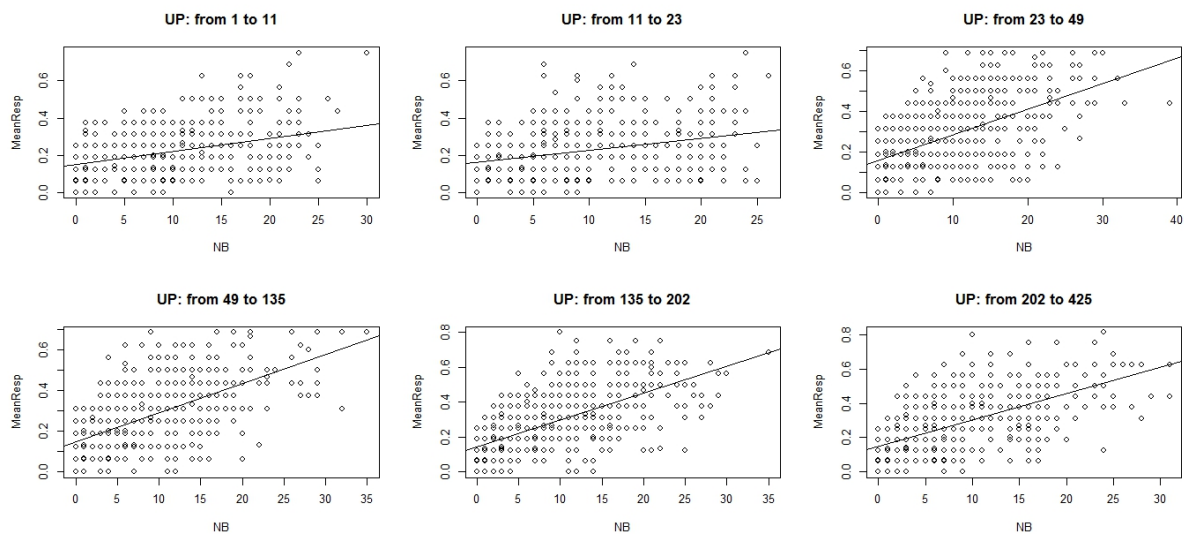 UP: from 1 to 11
MeanResp
0.0 0.2 0.4 0.6
0 5 10 15 20 25 30
NB
UP: from 11 to 23
MeanResp
0.0 0.2 0.4 0.6
0 5 10 15 20 25
NB
UP: from 23 to 49
MeanResp
0.0 0.2 0.4 0.6
0 10 20 30 40
NB
UP: from 49 to 135
MeanResp
0.0 0.2 0.4 0.6
0 5 10 15 20 25 30 35
NB
UP: from 135 to 202
MeanResp
0.0 0.2 0.4 0.6 0.8
0 5 10 15 20 25 30 35
NB
UP: from 202 to 425
MeanResp
0.0 0.2 0.4 0.6 0.8
0 5 10 15 20 25 30
NB